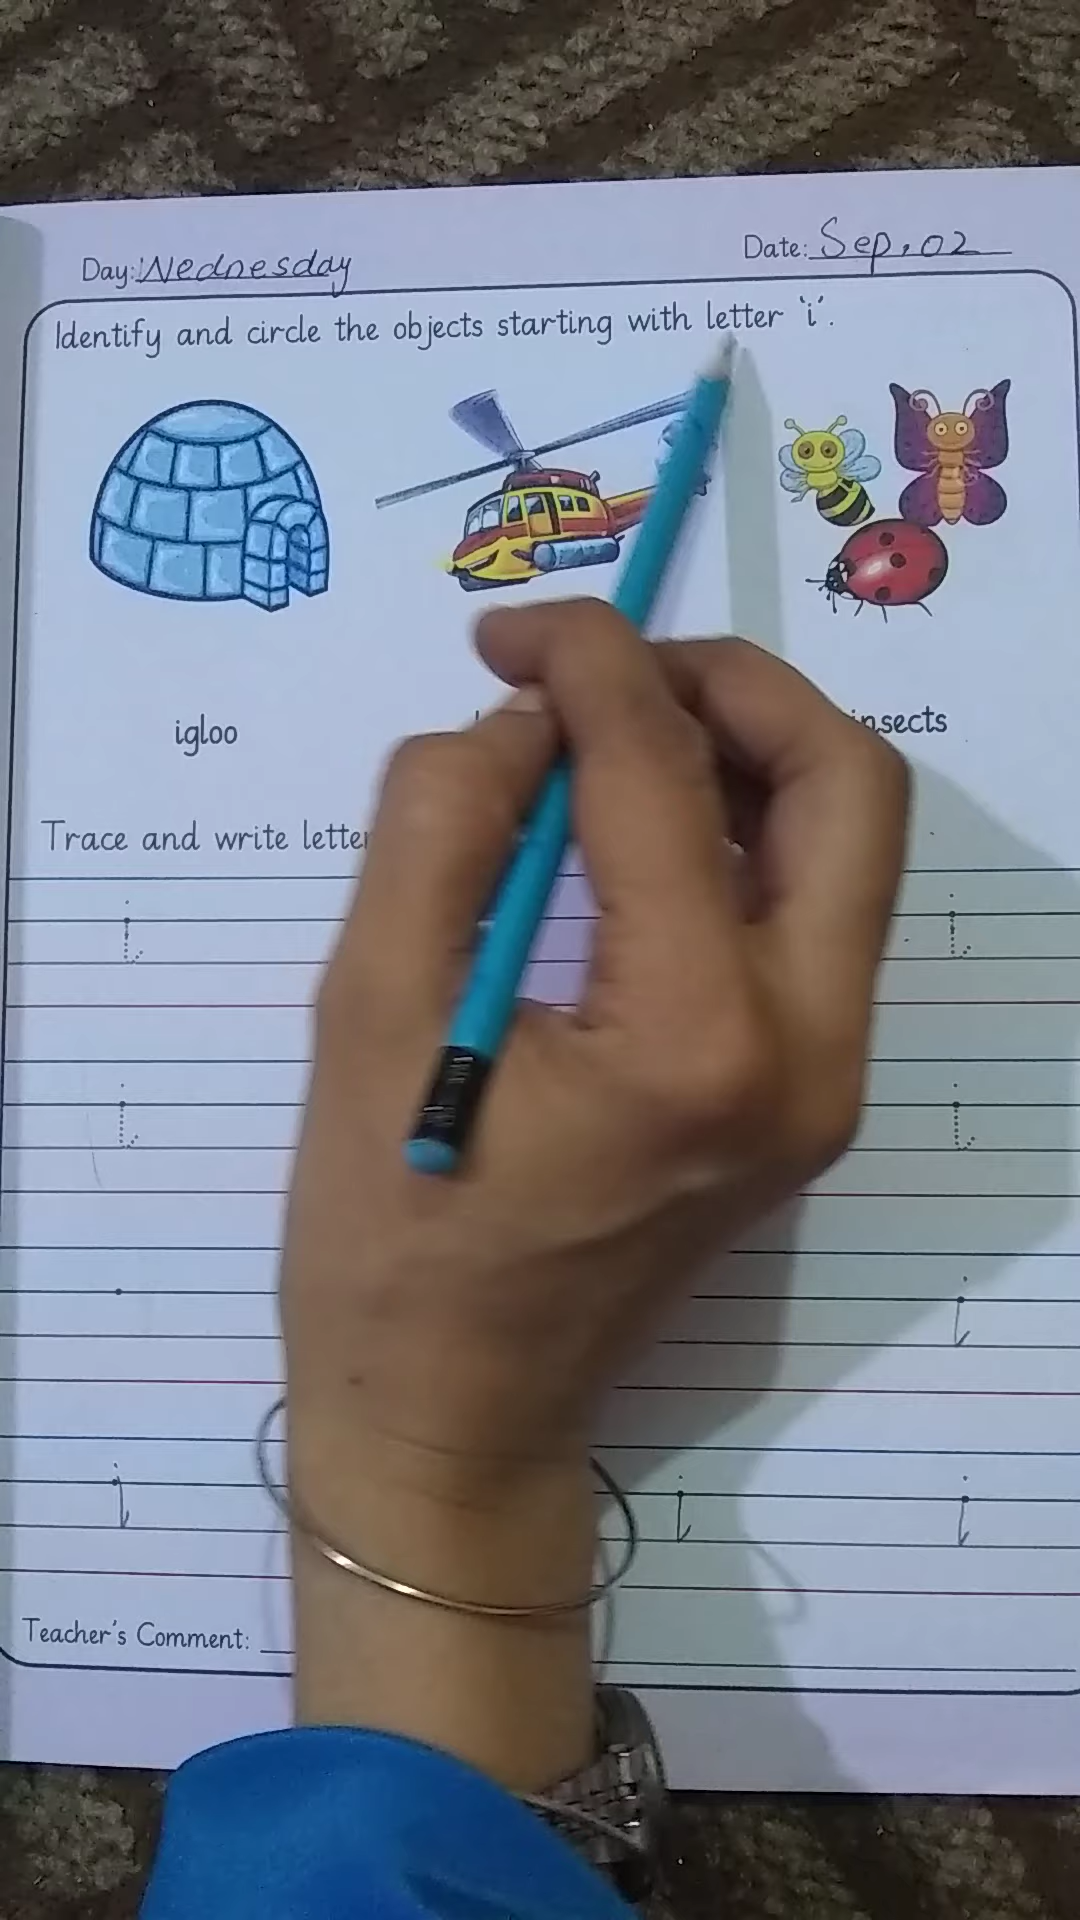 Day: Wednesday Date: Sep, 02
Identify and circle the objects starting with letter 'i'.
igloo insects
Trace and write letter
i i
i i
i
i i i
Teacher's Comment: